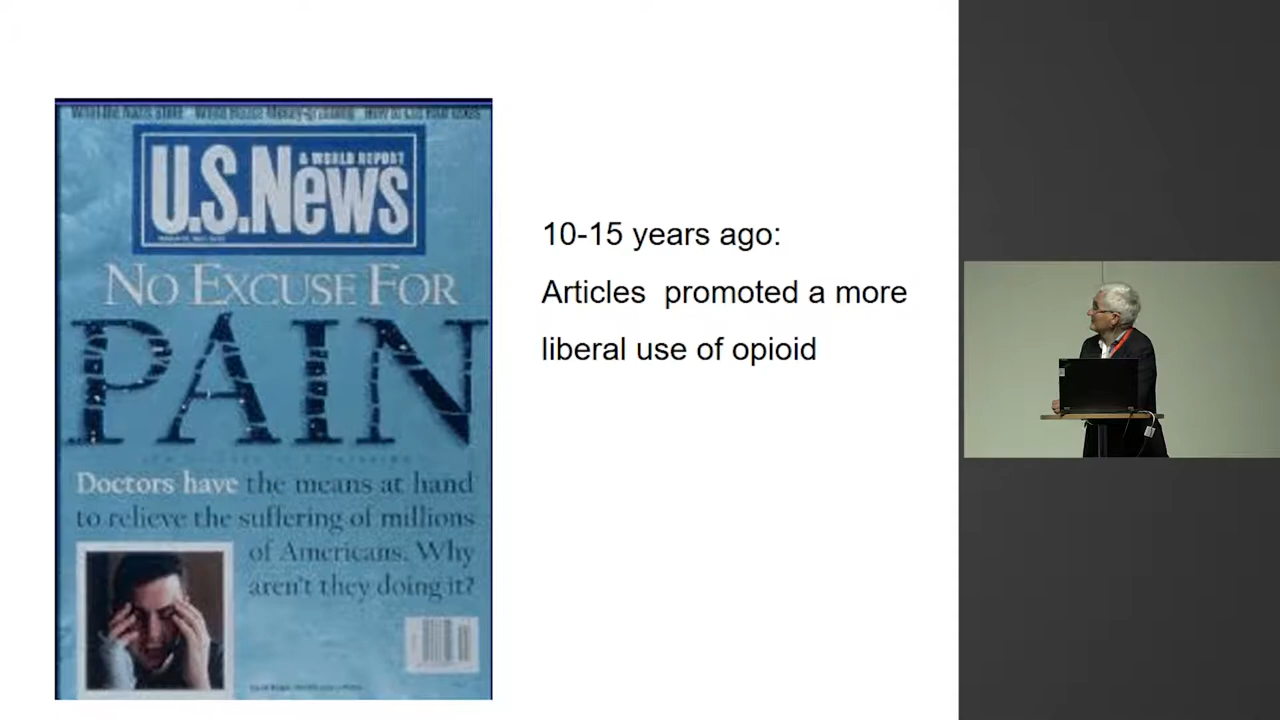 U.S.News
& WORLD REPORT
NO EXCUSE FOR
PAIN
Doctors have the means at hand
to relieve the suffering of millions
of Americans. Why
aren't they doing it?
10-15 years ago:
Articles promoted a more
liberal use of opioid